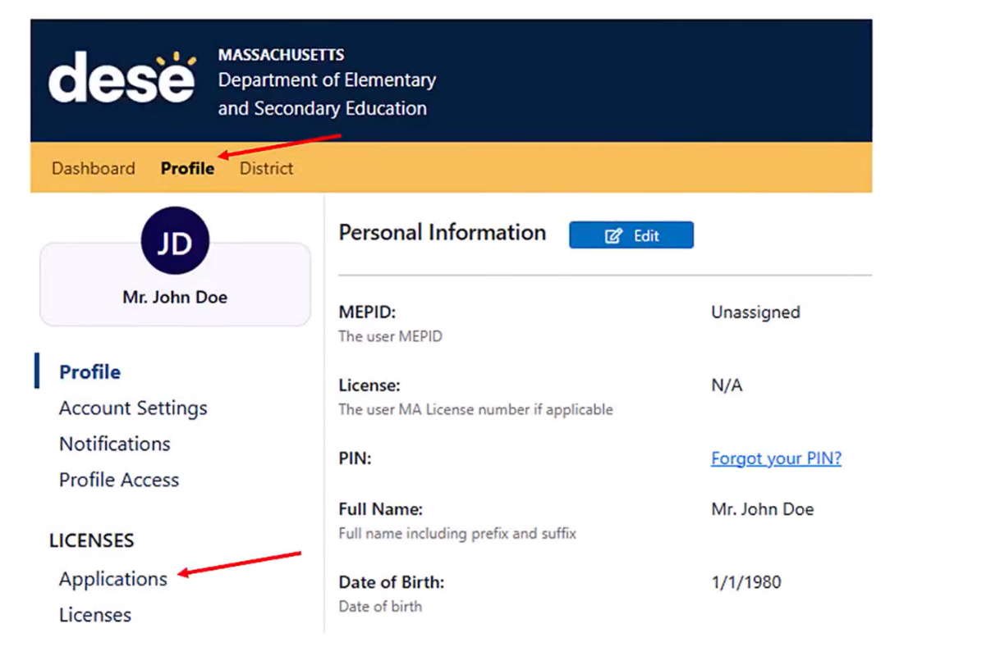 dese
MASSACHUSETTS
Department of Elementary
and Secondary Education
Dashboard Profile District
JD
Mr. John Doe
Profile
Account Settings
Notifications
Profile Access
LICENSES
Applications
Licenses
Personal Information Edit
MEPID: Unassigned
The user MEPID
License: N/A
The user MA License number if applicable
PIN: Forgot your PIN?
Full Name: Mr. John Doe
Full name including prefix and suffix
Date of Birth: 1/1/1980
Date of birth